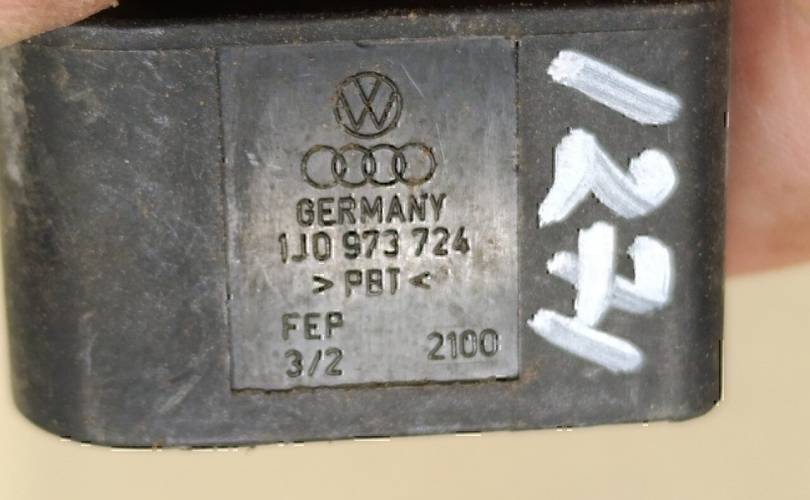 GERMANY
1J0 973 724
> PBT <
FEP
3/2
2100